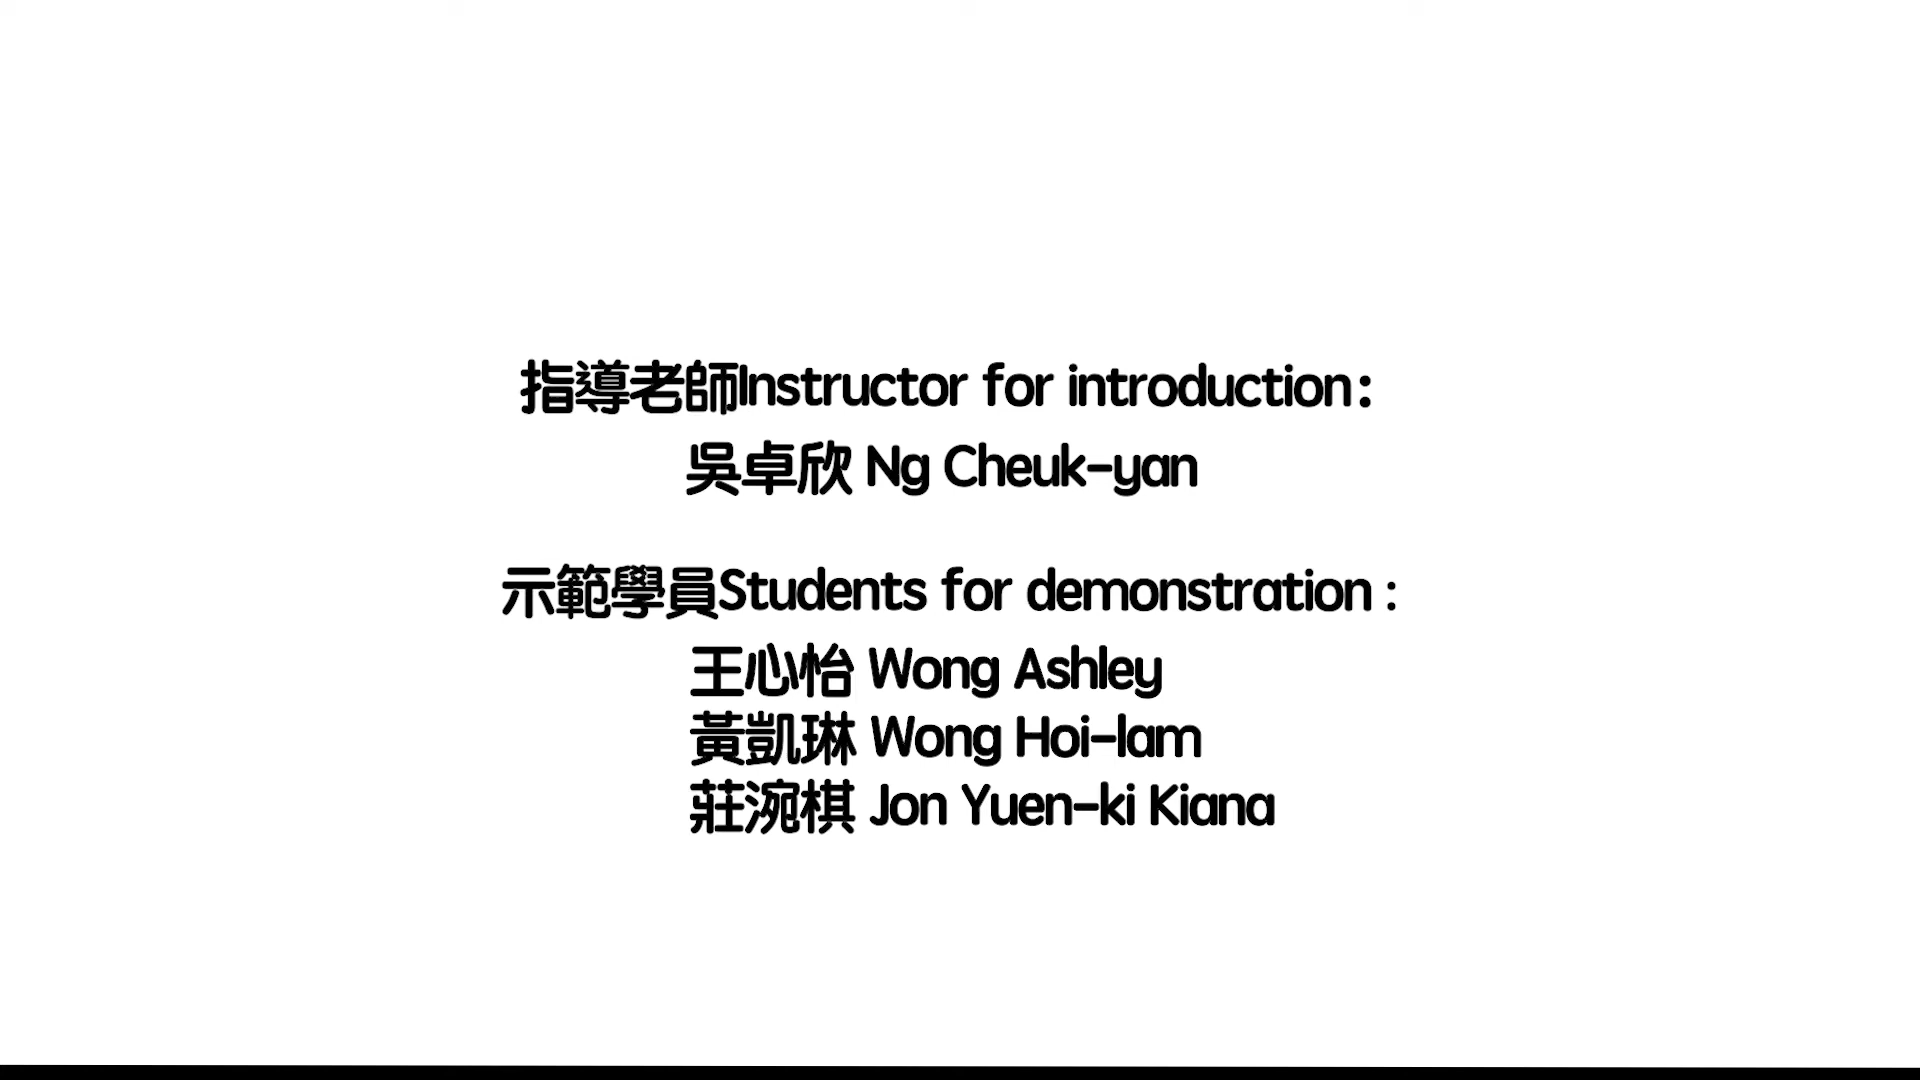 指導老師Instructor for introduction:
吳卓欣 Ng Cheuk-yan
示範學員Students for demonstration :
王心怡 Wong Ashley
黃凱琳 Wong Hoi-lam
莊涴棋 Jon Yuen-ki Kiana